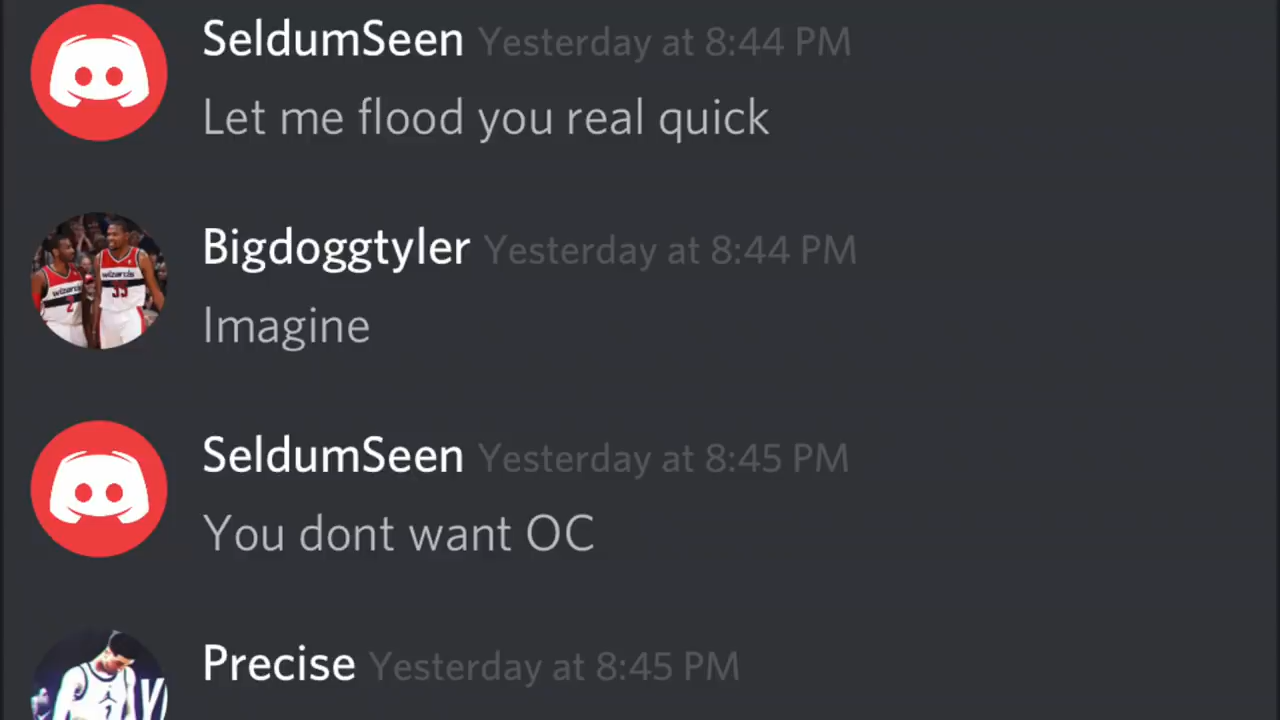 SeldumSeen Yesterday at 8:44 PM
Let me flood you real quick
Bigdoggtyler Yesterday at 8:44 PM
Imagine
SeldumSeen Yesterday at 8:45 PM
You dont want OC
Precise Yesterday at 8:45 PM